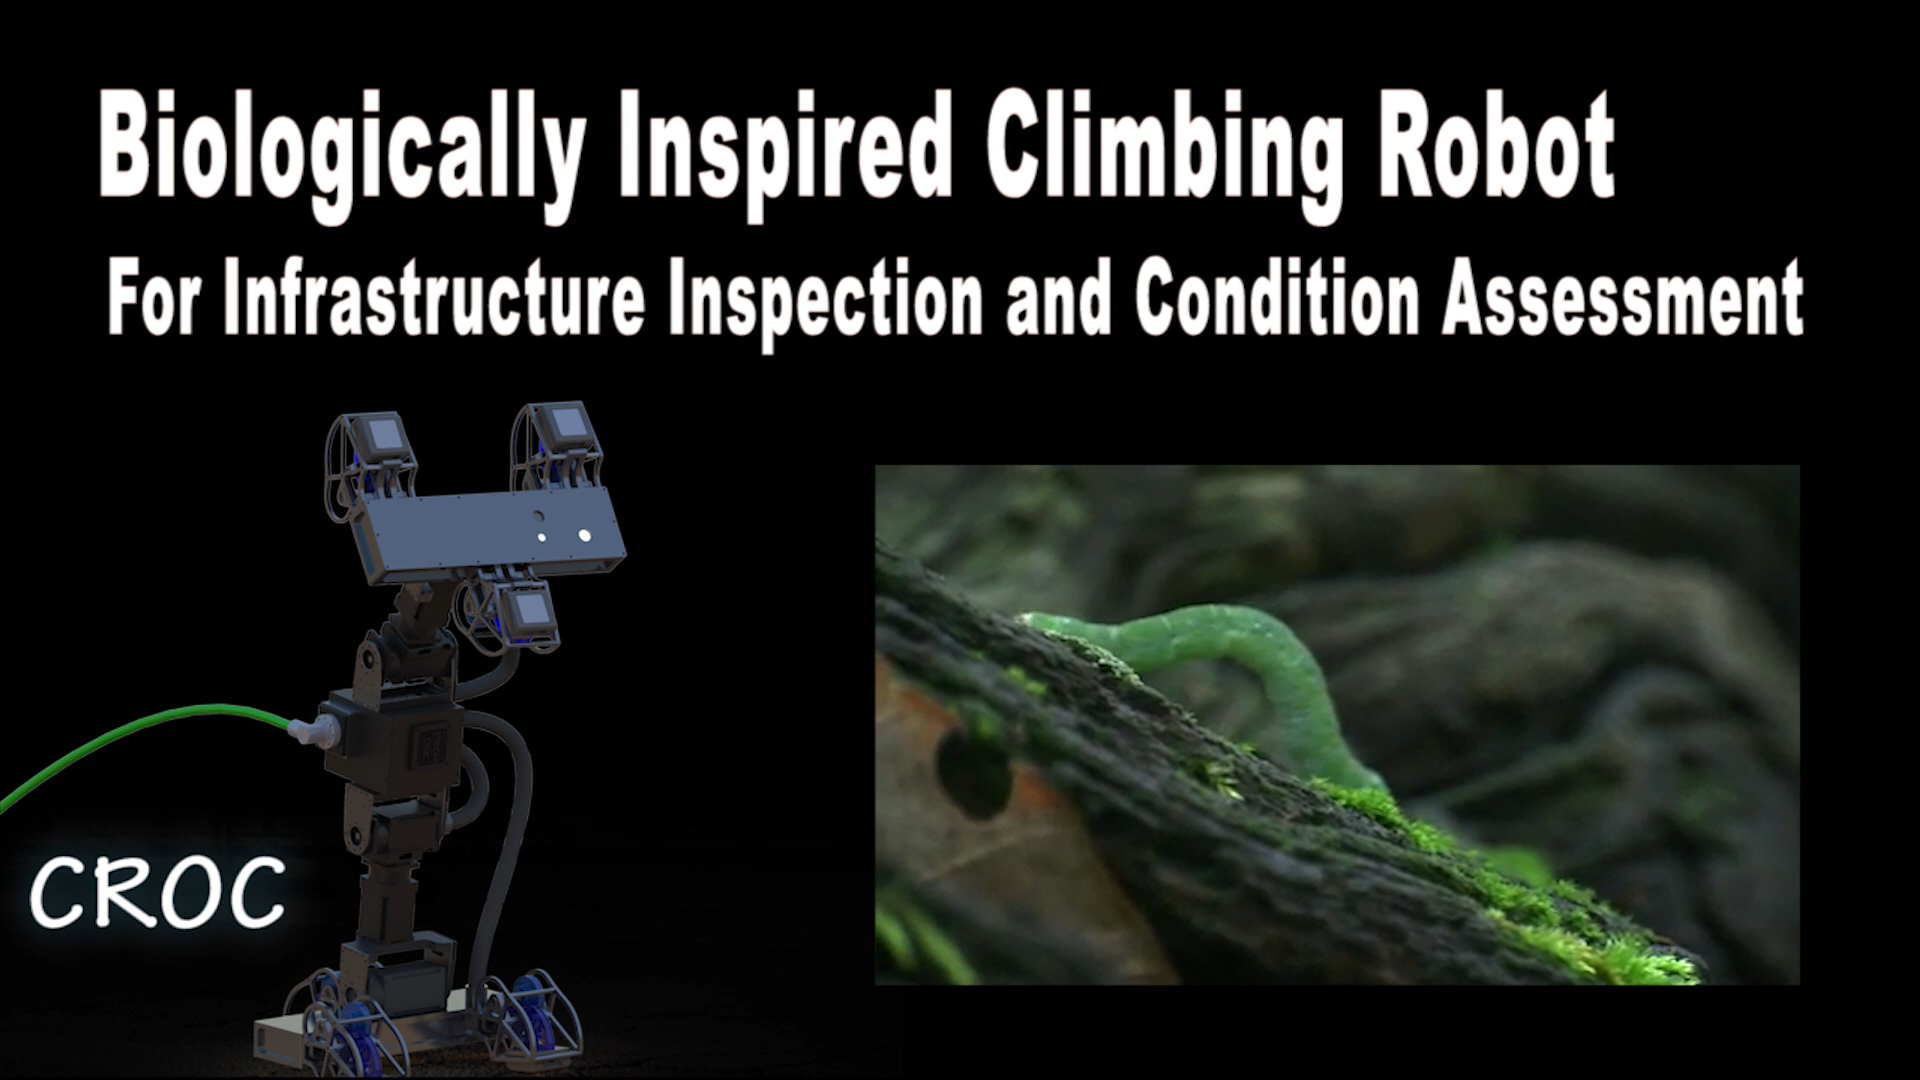 Biologically Inspired Climbing Robot
For Infrastructure Inspection and Condition Assessment
CROC